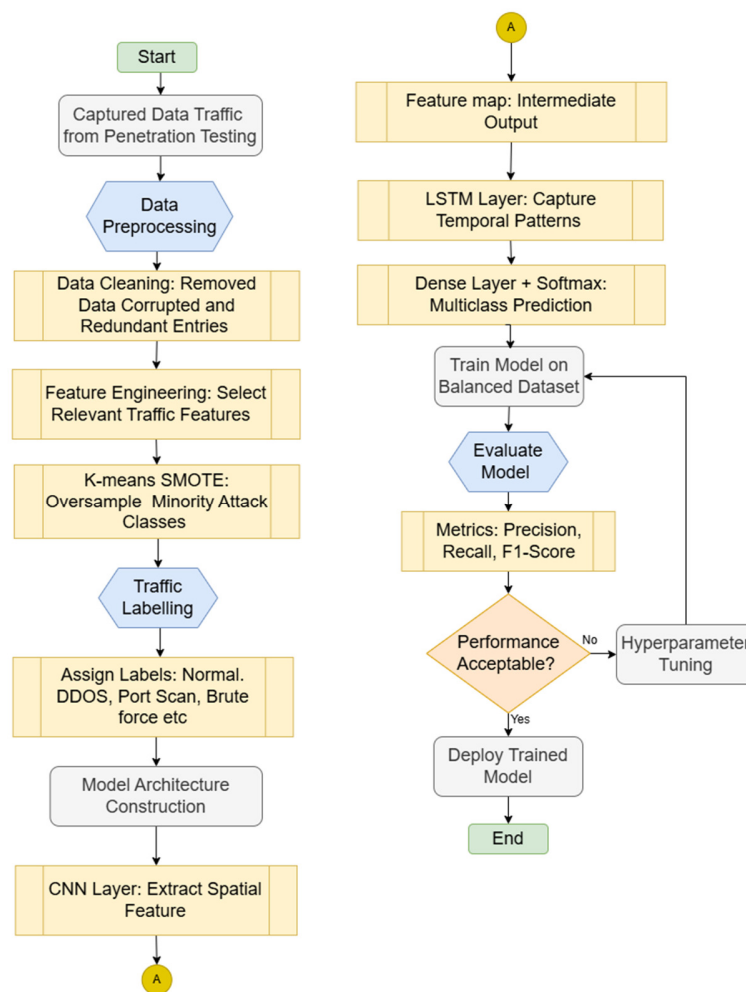 Start
Captured Data Traffic
from Penetration Testing
Data
Preprocessing
Data Cleaning: Removed
Data Corrupted and
Redundant Entries
Feature Engineering: Select
Relevant Traffic Features
K-means SMOTE:
Oversample Minority Attack
Classes
Traffic
Labelling
Assign Labels: Normal.
DDOS, Port Scan, Brute
force etc
Model Architecture
Construction
CNN Layer: Extract Spatial
Feature
A
A
Feature map: Intermediate
Output
LSTM Layer: Capture
Temporal Patterns
Dense Layer + Softmax:
Multiclass Prediction
Train Model on
Balanced Dataset
Evaluate
Model
Metrics: Precision,
Recall, F1-Score
Performance
Acceptable?
No
Hyperparameter
Tuning
Yes
Deploy Trained
Model
End